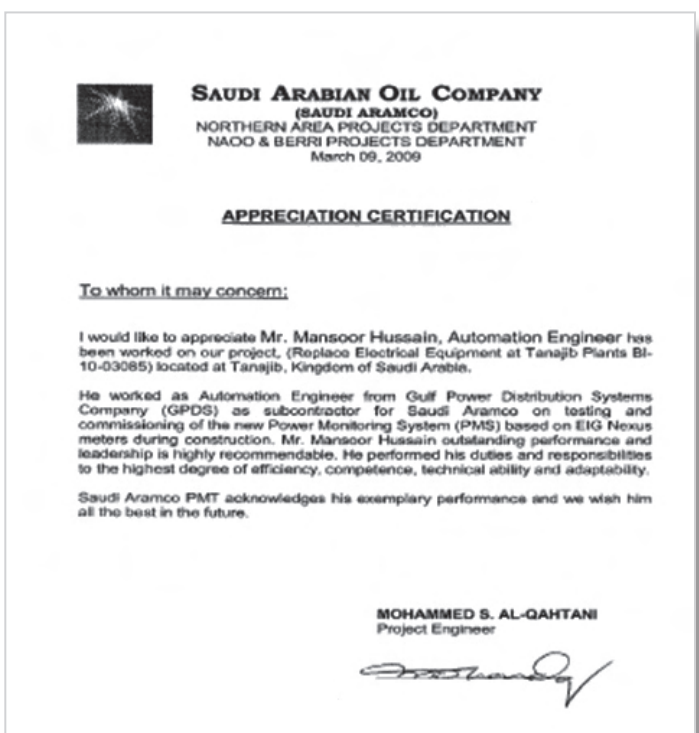 SAUDI ARABIAN OIL COMPANY
(SAUDI ARAMCO)
NORTHERN AREA PROJECTS DEPARTMENT
NAOO & BERRI PROJECTS DEPARTMENT
March 09, 2009
APPRECIATION CERTIFICATION
To whom it may concern;
I would like to appreciate Mr. Mansoor Hussain, Automation Engineer has
been worked on our project, (Replace Electrical Equipment at Tanajib Plants BI-
10-03085) located at Tanajib, Kingdom of Saudi Arabia.
He worked as Automation Engineer from Gulf Power Distribution Systems
Company (GPDS) as subcontractor for Saudi Aramco on testing and
commissioning of the new Power Monitoring System (PMS) based on EIG Nexus
meters during construction. Mr. Mansoor Hussain outstanding performance and
leadership is highly recommendable. He performed his duties and responsibilities
to the highest degree of efficiency, competence, technical ability and adaptability.
Saudi Aramco PMT acknowledges his exemplary performance and we wish him
all the best in the future.
MOHAMMED S. AL-QAHTANI
Project Engineer